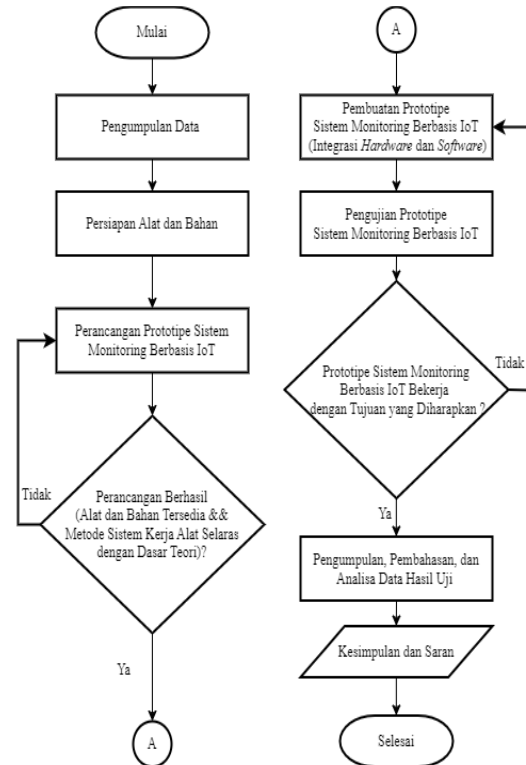 Mulai
Pengumpulan Data
Persiapan Alat dan Bahan
Perancangan Prototipe Sistem
Monitoring Berbasis IoT
Tidak
Perancangan Berhasil
(Alat dan Bahan Tersedia &&
Metode Sistem Kerja Alat Selaras
dengan Dasar Teori)?
Ya
A
A
Pembuatan Prototipe
Sistem Monitoring Berbasis IoT
(Integrasi Hardware dan Software)
Pengujian Prototipe
Sistem Monitoring Berbasis IoT
Prototipe Sistem Monitoring
Berbasis IoT Bekerja
dengan Tujuan yang Diharapkan ?
Tidak
Ya
Pengumpulan, Pembahasan, dan
Analisa Data Hasil Uji
Kesimpulan dan Saran
Selesai